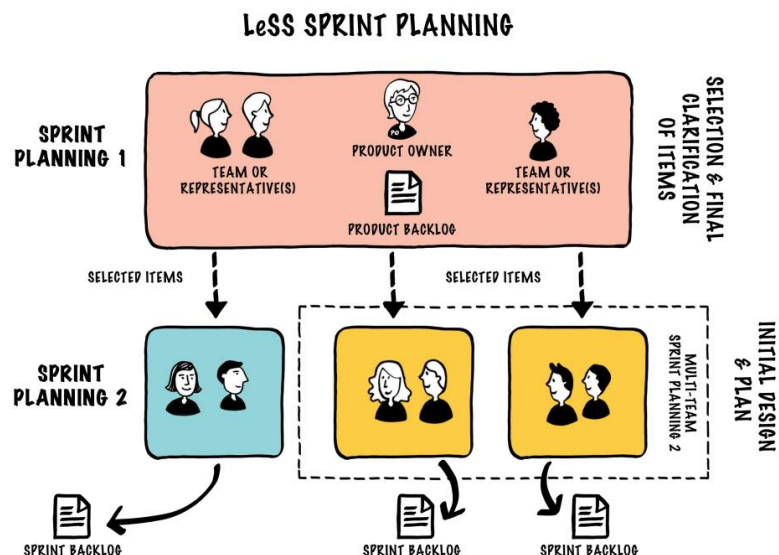 LeSS SPRINT PLANNING
SPRINT
PLANNING 1
TEAM OR
REPRESENTATIVE(S)
PO
PRODUCT OWNER
PRODUCT BACKLOG
TEAM OR
REPRESENTATIVE(S)
SELECTION & FINAL
CLARIFICATION
OF ITEMS
SELECTED ITEMS
SELECTED ITEMS
SPRINT
PLANNING 2
MULTI-TEAM
SPRINT PLANNING 2
INITIAL DESIGN
& PLAN
SPRINT BACKLOG
SPRINT BACKLOG
SPRINT BACKLOG